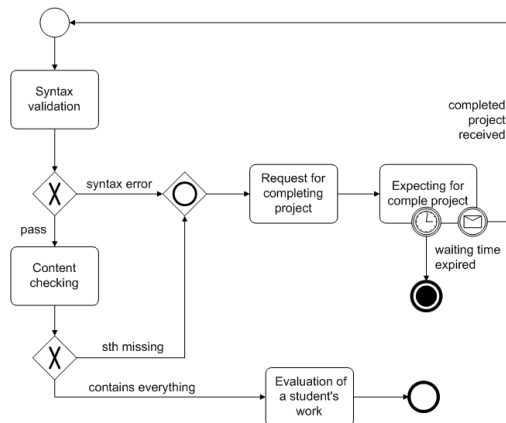 Syntax
validation
completed
project
received
syntax error
Request for
completing
project
Expecting for
comple project
pass
waiting time
expired
Content
checking
sth missing
contains everything
Evaluation of
a student's
work